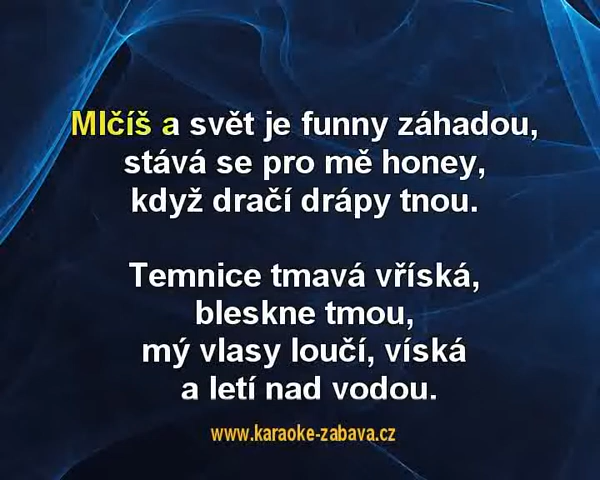 Mlčíš a svět je funny záhadou,
stává se pro mě honey,
když dračí drápy tnou.
Temnice tmavá vříská,
bleskne tmou,
mý vlasy loučí, víská
a letí nad vodou.
www.karaoke-zabava.cz